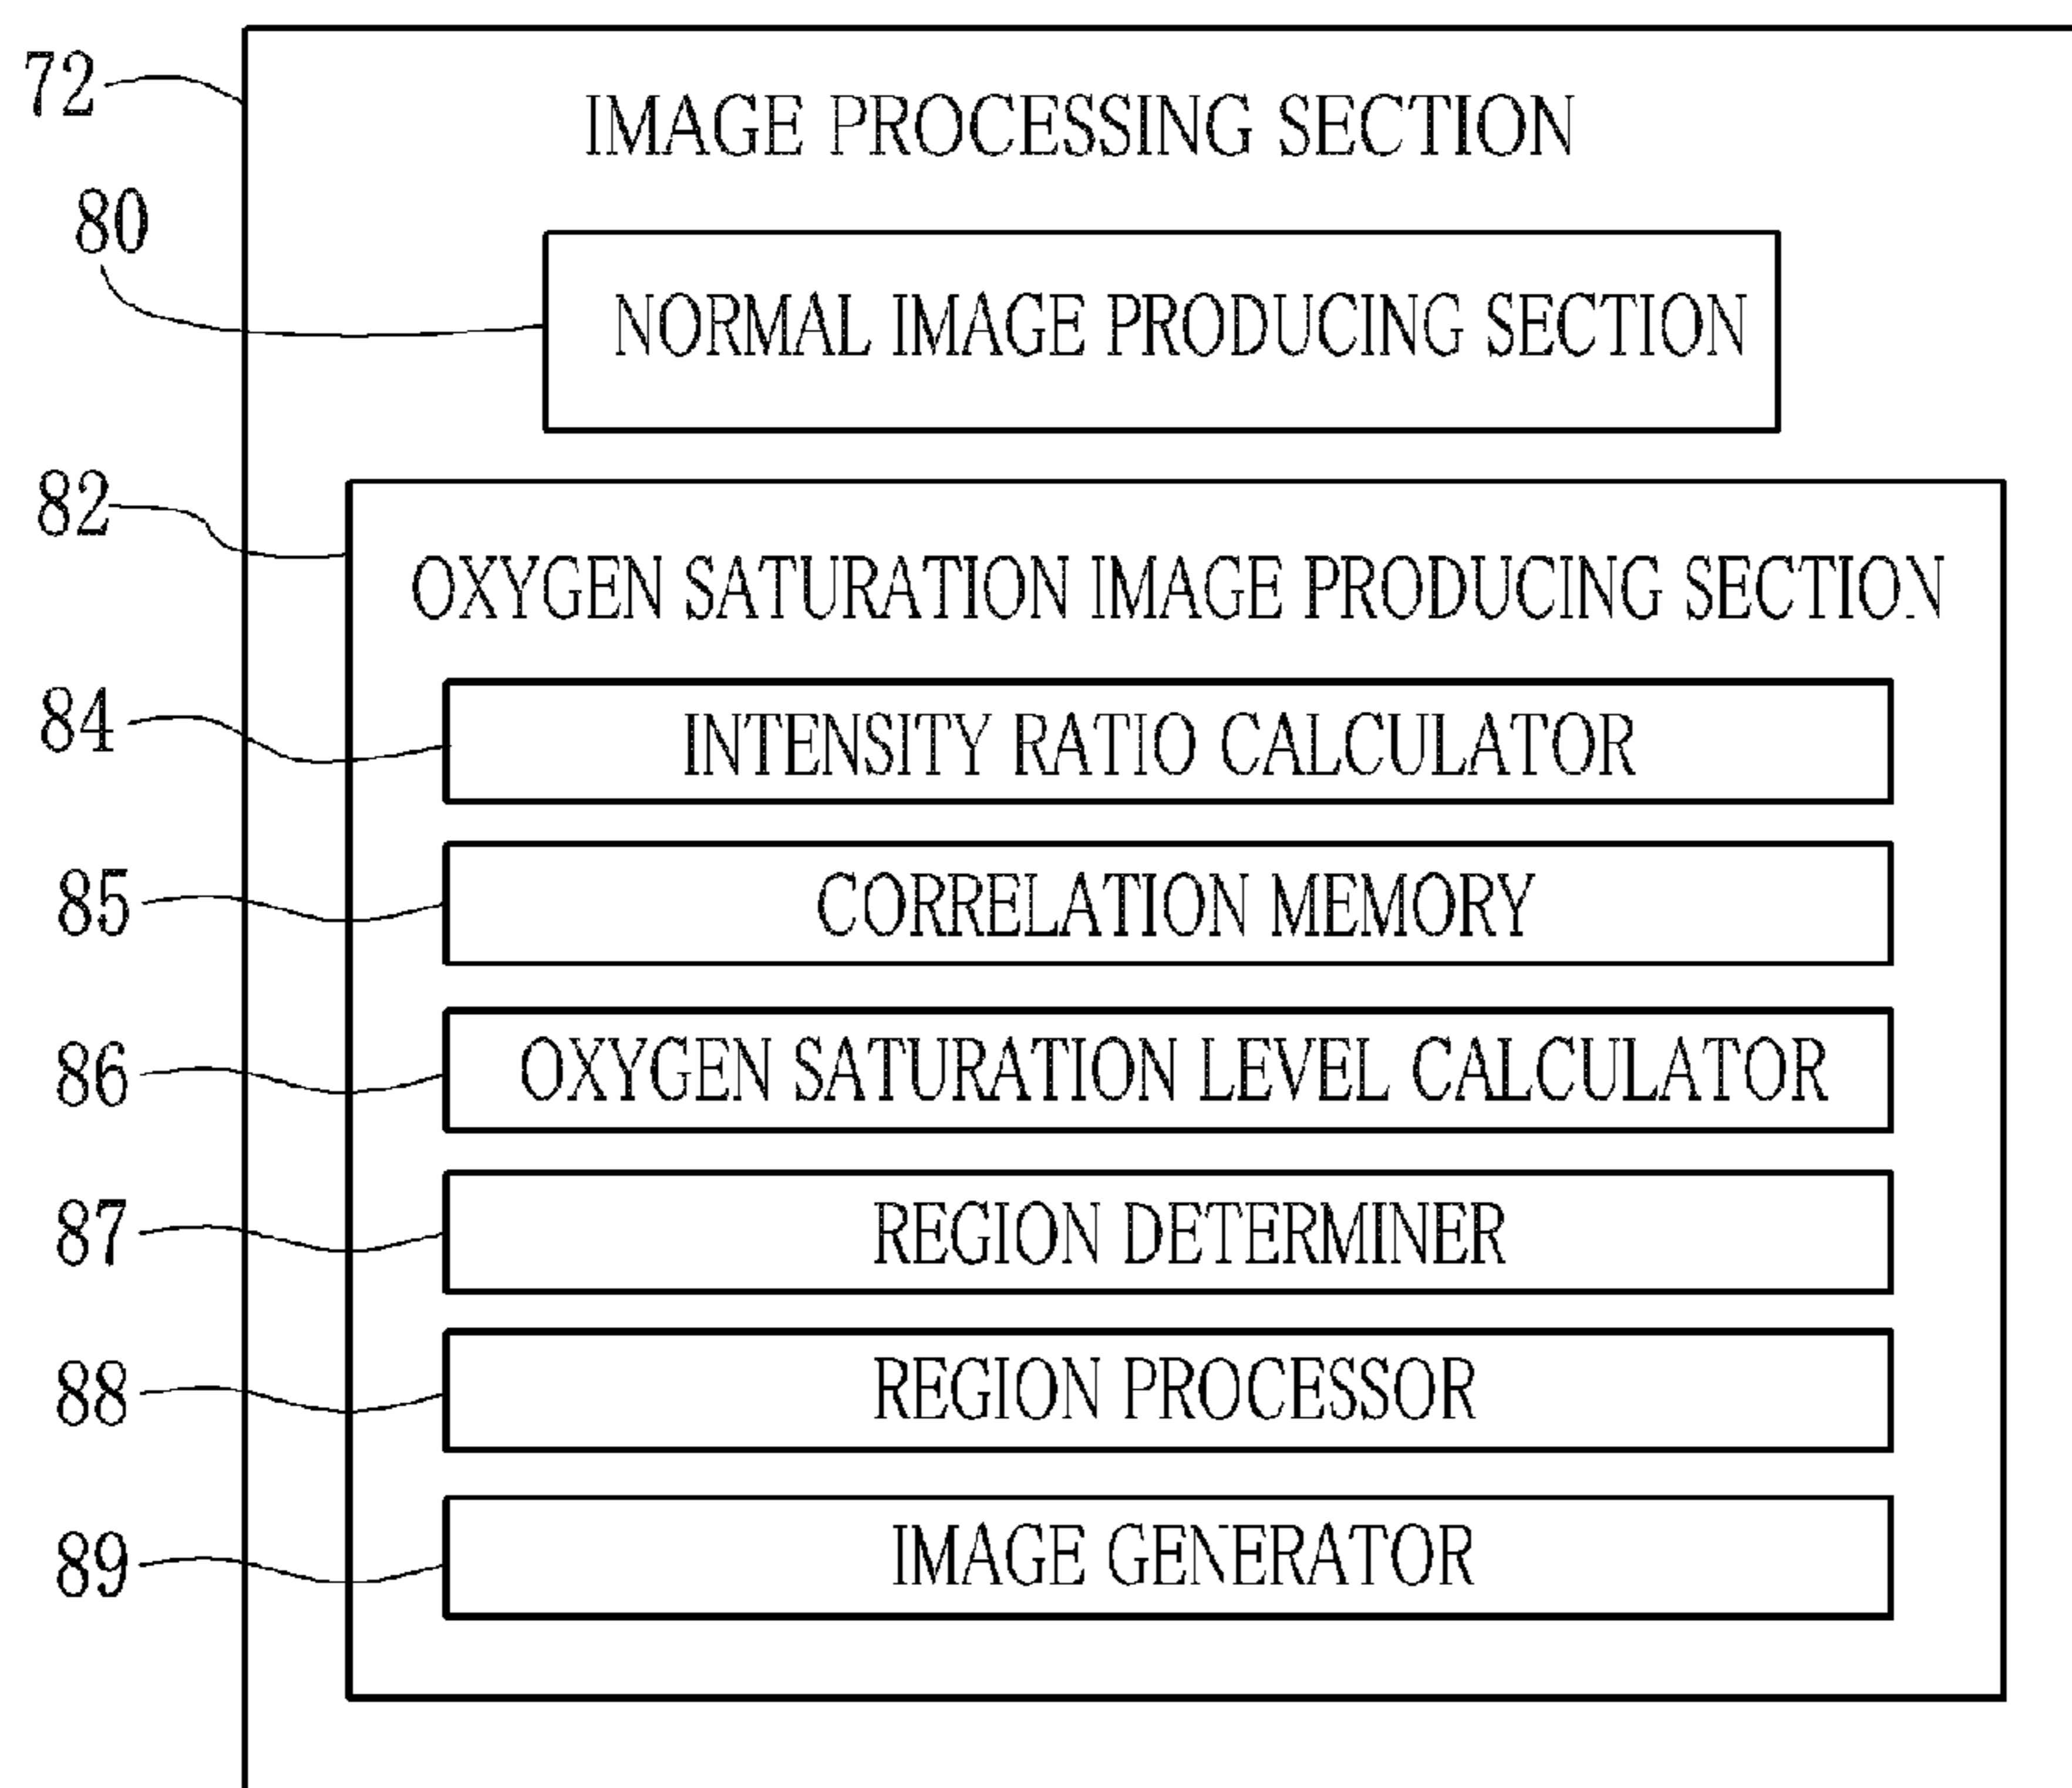 72
IMAGE PROCESSING SECTION
80
NORMAL IMAGE PRODUCING SECTION
82
OXYGEN SATURATION IMAGE PRODUCING SECTION
84
INTENSITY RATIO CALCULATOR
85
CORRELATION MEMORY
86
OXYGEN SATURATION LEVEL CALCULATOR
87
REGION DETERMINER
88
REGION PROCESSOR
89
IMAGE GENERATOR